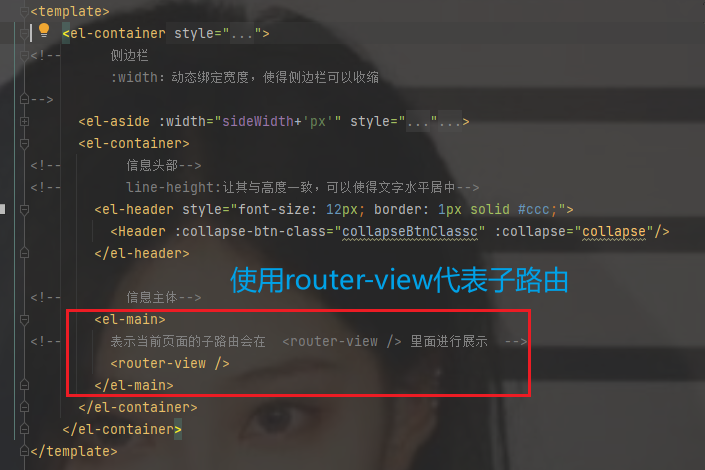 <template>
<el-container style="...">
<!-- 侧边栏
:width: 动态绑定宽度，使得侧边栏可以收缩
-->
<el-aside :width="sideWidth+'px'" style="..."...>
<el-container>
<!-- 信息头部-->
<!-- line-height:让其与高度一致，可以使得文字水平居中-->
<el-header style="font-size: 12px; border: 1px solid #ccc;">
<Header :collapse-btn-class="collapseBtnClassc" :collapse="collapse"/>
</el-header>
使用router-view代表子路由
<!-- 信息主体-->
<el-main>
<!-- 表示当前页面的子路由会在 <router-view /> 里面进行展示 -->
<router-view />
</el-main>
</el-container>
</el-container>
</template>